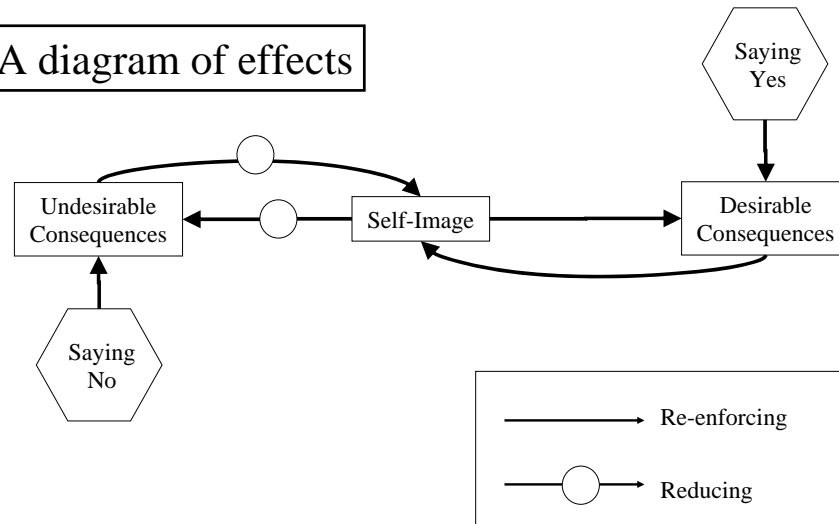 A diagram of effects
Saying
Yes
Undesirable
Consequences
Self-Image
Desirable
Consequences
Saying
No
Re-enforcing
Reducing